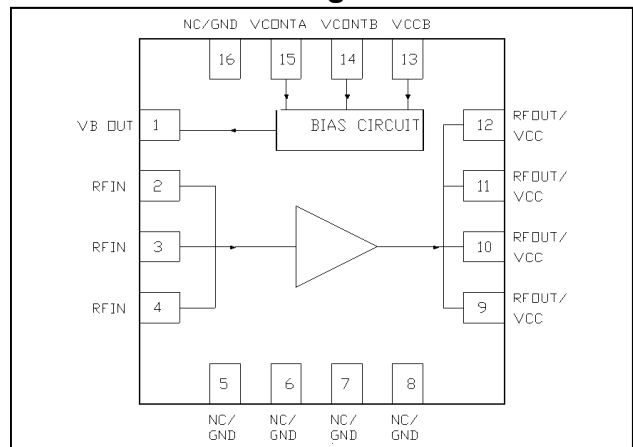 NC/GND VCONTA VCONTB VCCB
16 15 14 13
BIAS CIRCUIT
VB OUT 1
12 RFOUT/
VCC
RFIN 2
11 RFOUT/
VCC
RFIN 3
10 RFOUT/
VCC
RFIN 4
9 RFOUT/
VCC
5 6 7 8
NC/ NC/ NC/ NC/
GND GND GND GND